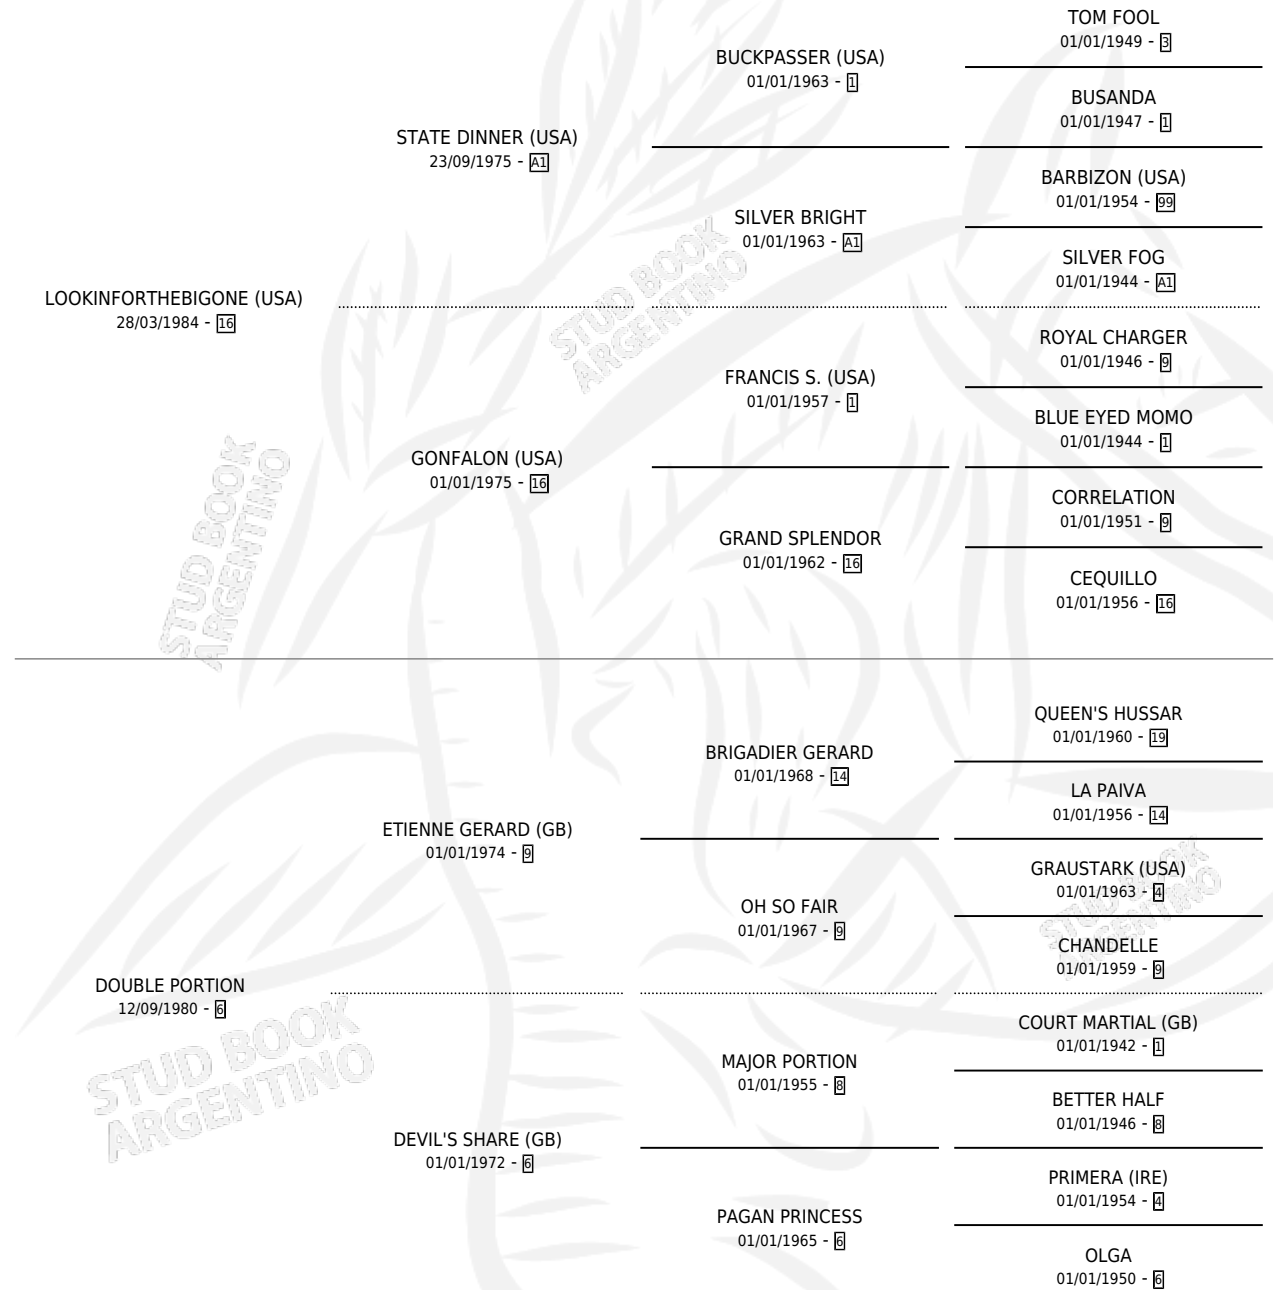 TOM FOOL
01/01/1949 - 3
BUCKPASSER (USA)
01/01/1963 - 1
BUSANDA
01/01/1947 - 1
STATE DINNER (USA)
23/09/1975 - A1
BARBIZON (USA)
01/01/1954 - 99
SILVER BRIGHT
01/01/1963 - A1
SILVER FOG
01/01/1944 - A1
LOOKINFORTHEBIGONE (USA)
28/03/1984 - 16
ROYAL CHARGER
01/01/1946 - 9
FRANCIS S. (USA)
01/01/1957 - 1
BLUE EYED MOMO
01/01/1944 - 1
GONFALON (USA)
01/01/1975 - 16
CORRELATION
01/01/1951 - 9
GRAND SPLENDOR
01/01/1962 - 16
CEQUILLO
01/01/1956 - 16
QUEEN'S HUSSAR
01/01/1960 - 19
BRIGADIER GERARD
01/01/1968 - 14
LA PAIVA
01/01/1956 - 14
ETIENNE GERARD (GB)
01/01/1974 - 9
GRAUSTARK (USA)
01/01/1963 - 4
OH SO FAIR
01/01/1967 - 9
CHANDELLE
01/01/1959 - 9
DOUBLE PORTION
12/09/1980 - 6
COURT MARTIAL (GB)
01/01/1942 - 1
MAJOR PORTION
01/01/1955 - 8
BETTER HALF
01/01/1946 - 8
DEVIL'S SHARE (GB)
01/01/1972 - 6
PRIMERA (IRE)
01/01/1954 - 4
PAGAN PRINCESS
01/01/1965 - 6
OLGA
01/01/1950 - 6
STUD BOOK
ARGENTINO
STUD BOOK
ARGENTINO
STUD BOOK
ARGENTINO
STUD BOOK
ARGENTINO